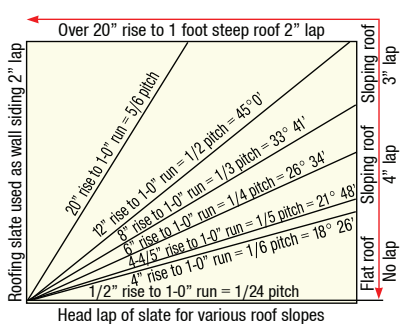 Over 20” rise to 1 foot steep roof 2” lap
Roofing slate used as wall siding 2” lap
Sloping roof
3” lap
Sloping roof
4” lap
Flat roof
No lap
20” rise to 1-0” run = 5/6 pitch
12” rise to 1-0” run = 1/2 pitch = 45°0’
8” rise to 1-0” run = 1/3 pitch = 33° 41’
6” rise to 1-0” run = 1/4 pitch = 26° 34’
4-4/5” rise to 1-0” run = 1/5 pitch = 21° 48’
4” rise to 1-0” run = 1/6 pitch = 18° 26’
1/2” rise to 1-0” run = 1/24 pitch
Head lap of slate for various roof slopes